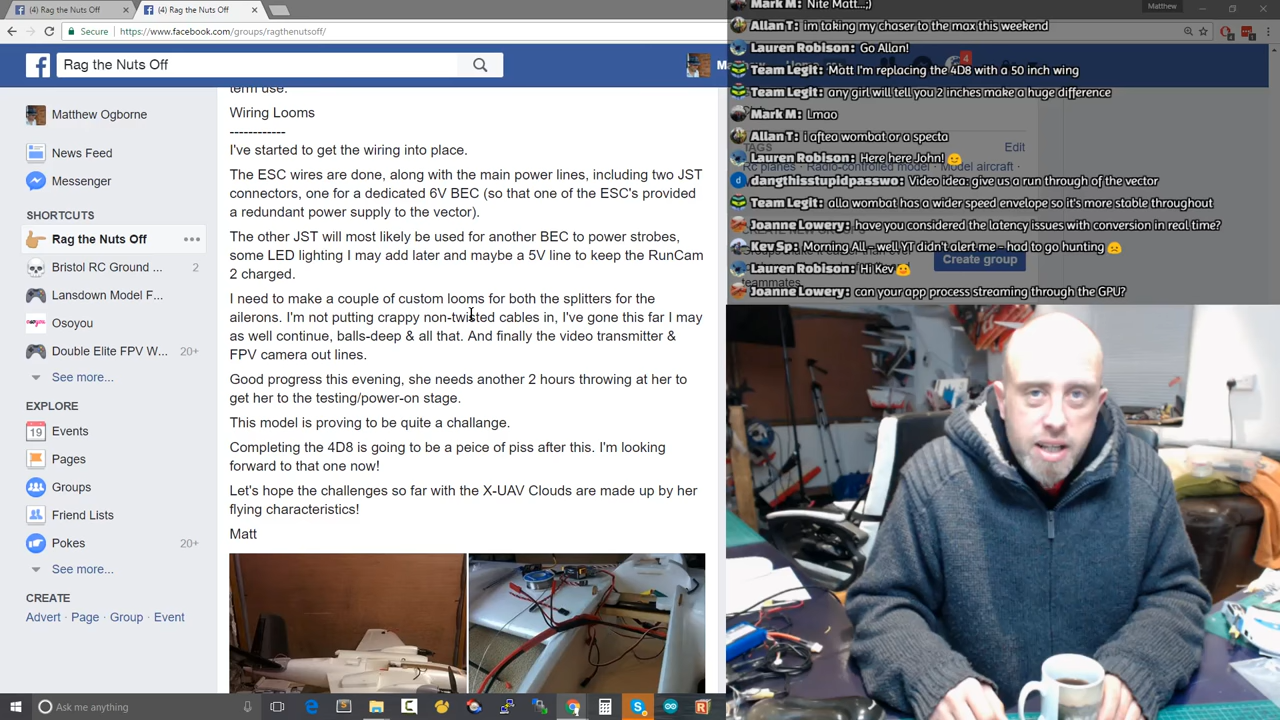 (4) Rag the Nuts Off
(4) Rag the Nuts Off
Matthew
Secure
https://www.facebook.com/groups/ragthenutsoff/
Rag the Nuts Off
4
Matthew Ogborne
News Feed
Messenger
SHORTCUTS
Rag the Nuts Off
Bristol RC Ground ...
2
Lansdown Model F...
Osoyou
Double Elite FPV W...
20+
See more...
EXPLORE
Events
Pages
Groups
Friend Lists
Pokes
20+
See more...
CREATE
Advert · Page · Group · Event
term use.
Wiring Looms
------------
I've started to get the wiring into place.
The ESC wires are done, along with the main power lines, including two JST
connectors, one for a dedicated 6V BEC (so that one of the ESC's provided
a redundant power supply to the vector).
The other JST will most likely be used for another BEC to power strobes,
some LED lighting I may add later and maybe a 5V line to keep the RunCam
2 charged.
I need to make a couple of custom looms for both the splitters for the
ailerons. I'm not putting crappy non-twisted cables in, I've gone this far I may
as well continue, balls-deep & all that. And finally the video transmitter &
FPV camera out lines.
Good progress this evening, she needs another 2 hours throwing at her to
get her to the testing/power-on stage.
This model is proving to be quite a challange.
Completing the 4D8 is going to be a peice of piss after this. I'm looking
forward to that one now!
Let's hope the challenges so far with the X-UAV Clouds are made up by her
flying characteristics!
Matt
Mark M: Nite Matt...;)
Allan T: im taking my chaser to the max this weekend
Lauren Robison: Go Allan!
Team Legit: Matt I'm replacing the 4D8 with a 50 inch wing
Team Legit: any girl will tell you 2 inches make a huge difference
Mark M: Lmao
Allan T: i aftea wombat or a specta
Lauren Robison: Here here John! 🙂
dangthisstupidpasswo: Video idea: give us a run through of the vector
Team Legit: alla wombat has a wider speed envelope so it's more stable throughout
Joanne Lowery: have you considered the latency issues with conversion in real time?
Kev Sp: Morning All - well YT didn't alert me - had to go hunting 🙁
Lauren Robison: Hi Kev 🙂
Joanne Lowery: can your app process streaming through the GPU?
TAGS
Edit
Rc planes · Radio-controlled model · Model aircraft ·
teammates.
Create group
Ask me anything